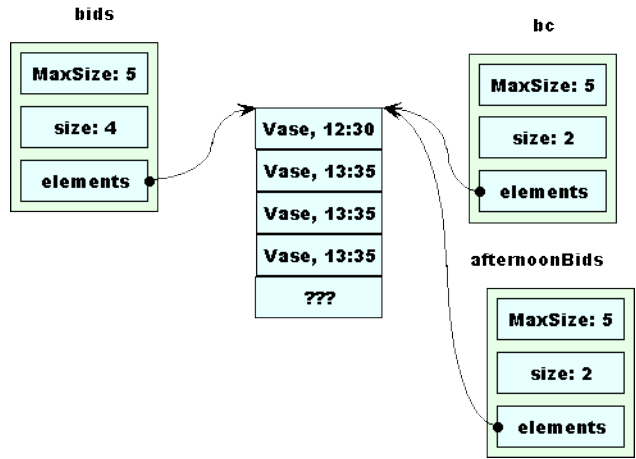 bids
MaxSize: 5
size: 4
elements
Vase, 12:30
Vase, 13:35
Vase, 13:35
Vase, 13:35
???
bc
MaxSize: 5
size: 2
elements
afternoonBids
MaxSize: 5
size: 2
elements